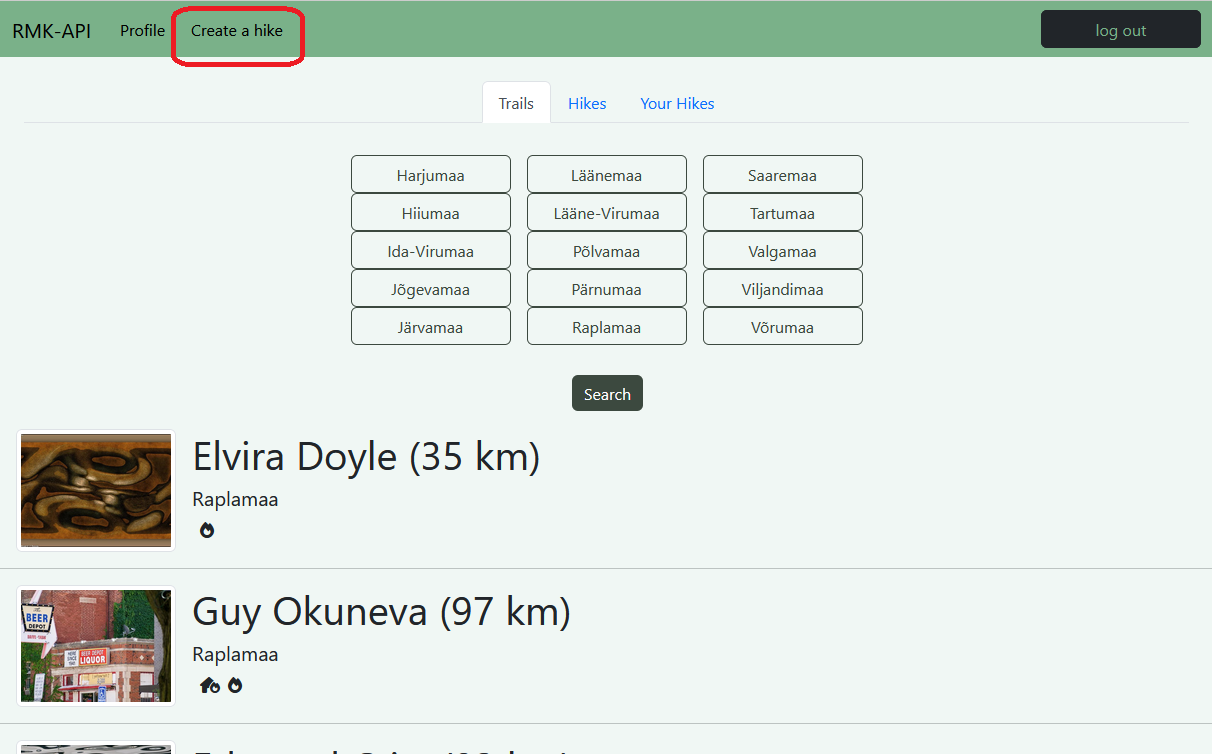 RMK-API Profile Create a hike log out
Trails Hikes Your Hikes
Harjumaa Läänemaa Saaremaa
Hiiumaa Lääne-Virumaa Tartumaa
Ida-Virumaa Põlvamaa Valgamaa
Jõgevamaa Pärnumaa Viljandimaa
Järvamaa Raplamaa Võrumaa
Search
Elvira Doyle (35 km)
Raplamaa
Guy Okuneva (97 km)
Raplamaa
BEER
DEPOT
BEER DEPOT
LIQUOR